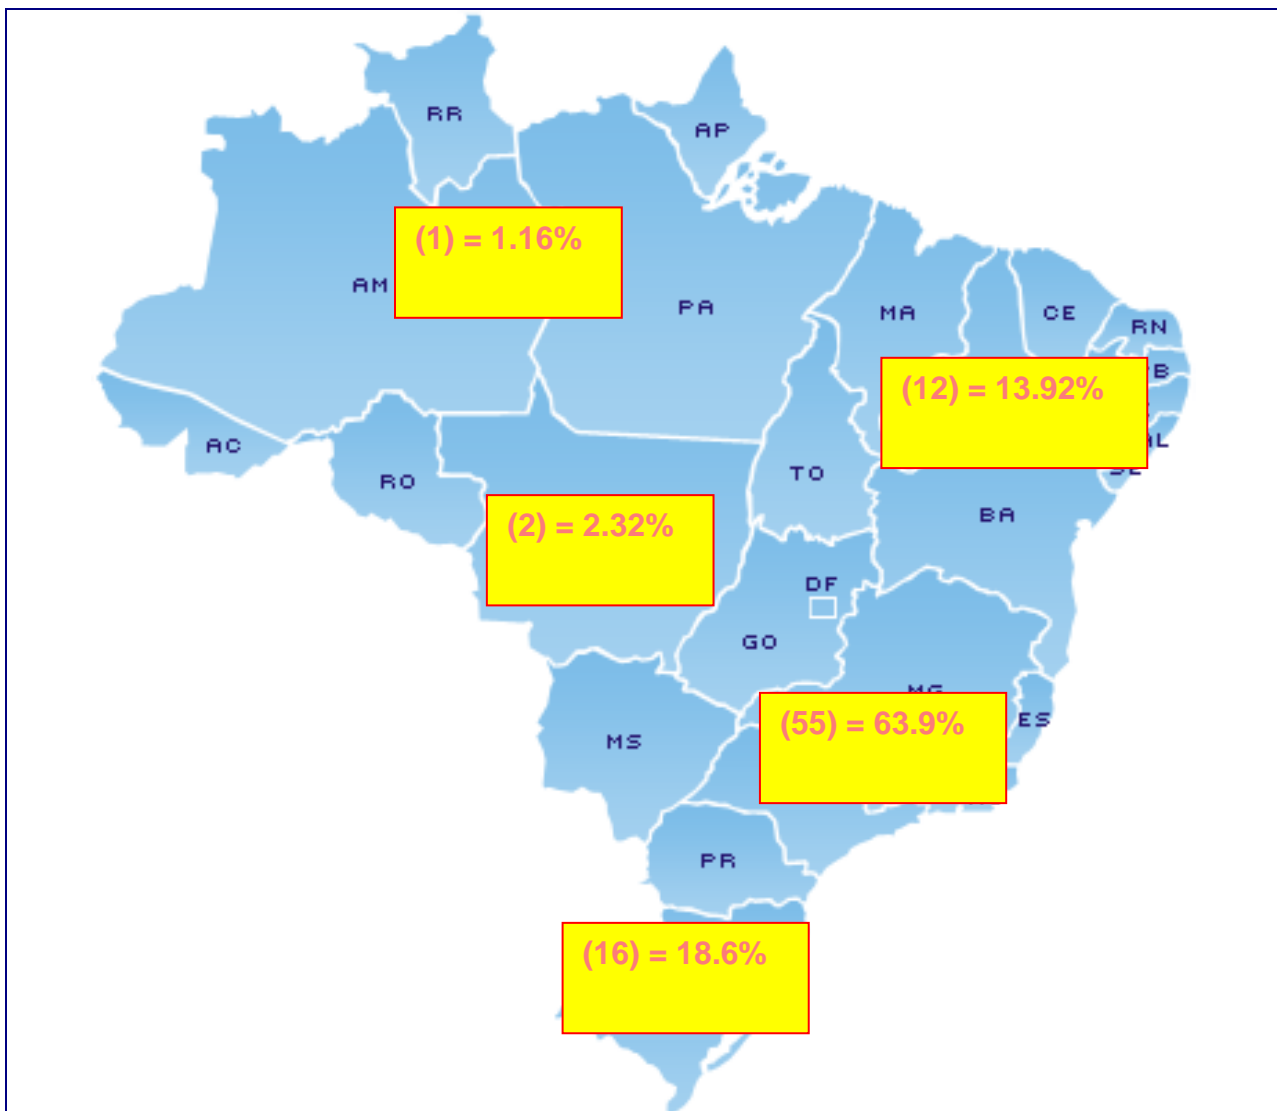 RR
AP
(1) = 1.16%
AM
PA
MA
CE
RN
(12) = 13.92%
AC
RO
TO
BA
(2) = 2.32%
DF
GO
(55) = 63.9%
ES
MS
PR
(16) = 18.6%